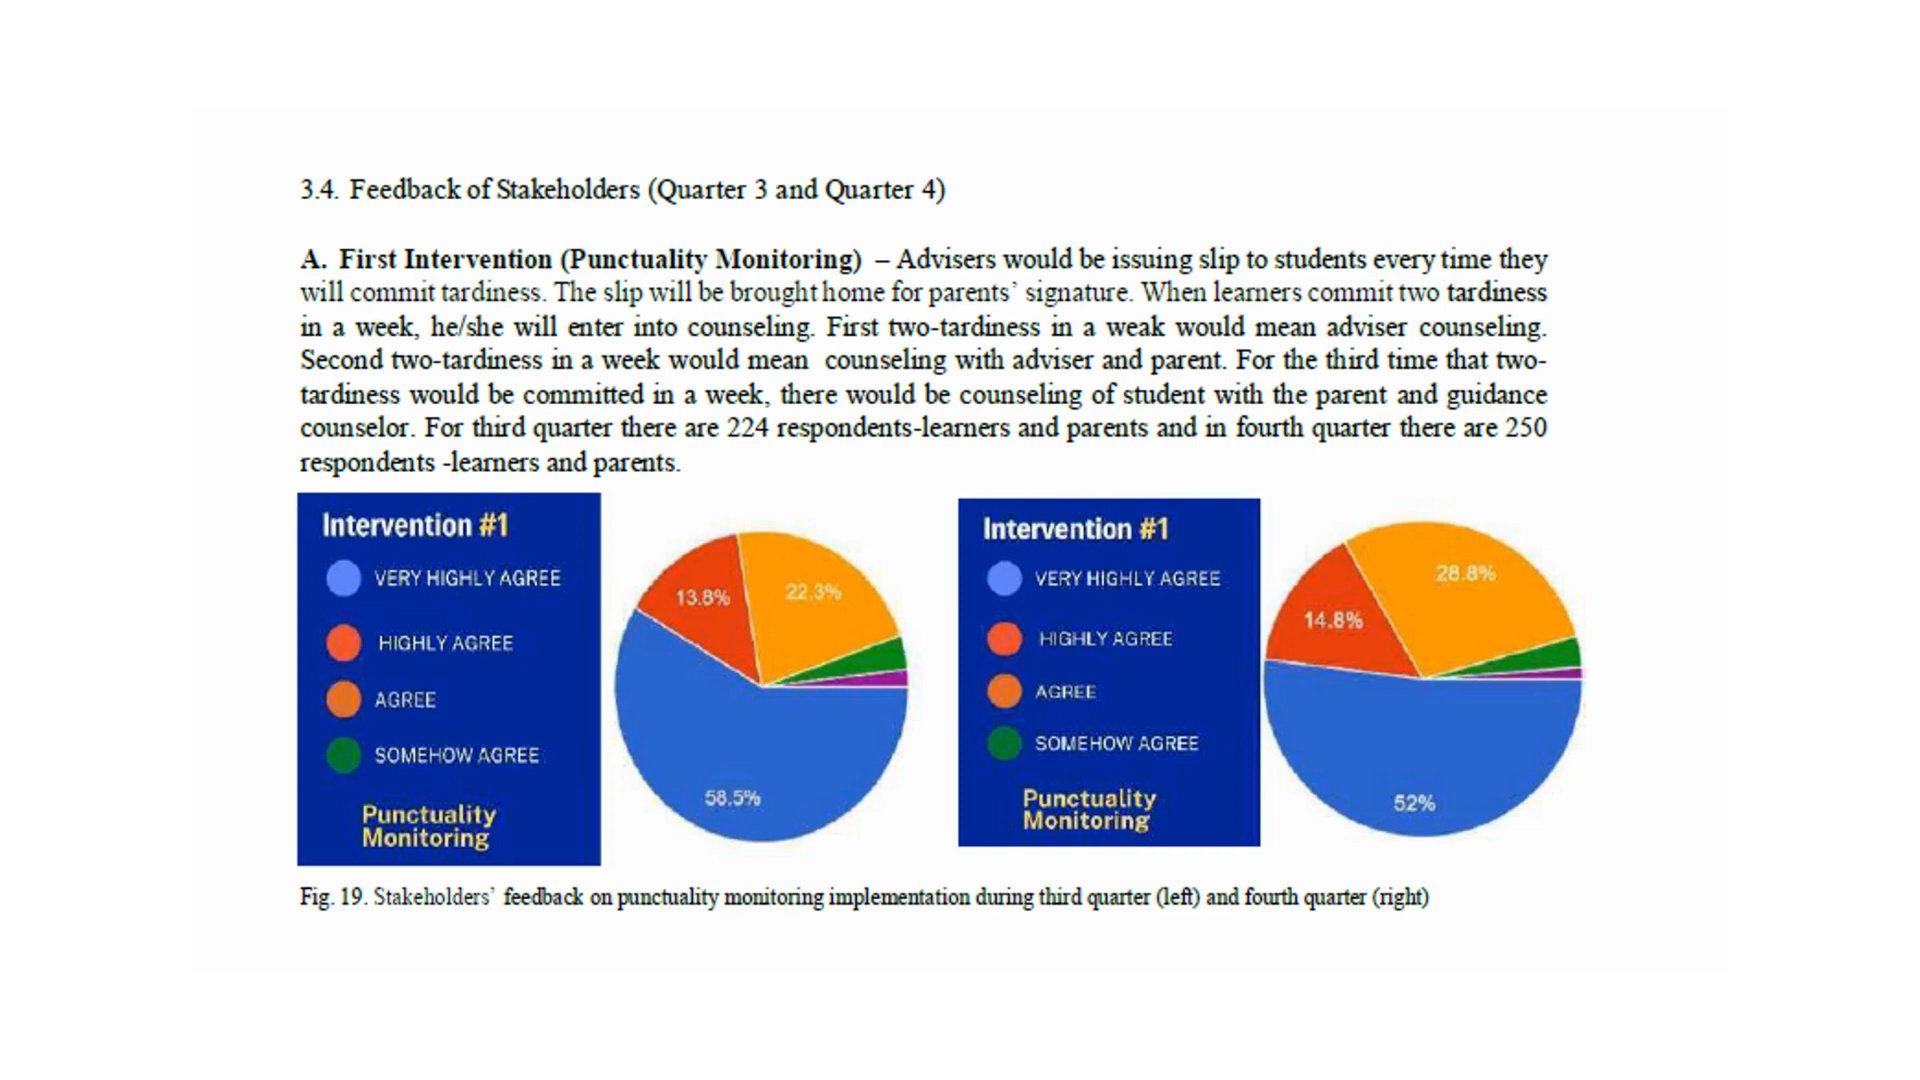 3.4. Feedback of Stakeholders (Quarter 3 and Quarter 4)
A. First Intervention (Punctuality Monitoring) – Advisers would be issuing slip to students every time they
will commit tardiness. The slip will be brought home for parents’ signature. When learners commit two tardiness
in a week, he/she will enter into counseling. First two-tardiness in a weak would mean adviser counseling.
Second two-tardiness in a week would mean counseling with adviser and parent. For the third time that two-
tardiness would be committed in a week, there would be counseling of student with the parent and guidance
counselor. For third quarter there are 224 respondents-learners and parents and in fourth quarter there are 250
respondents -learners and parents.
Intervention #1
VERY HIGHLY AGREE
HIGHLY AGREE
AGREE
SOMEHOW AGREE
Punctuality
Monitoring
13.8%
22.3%
58.5%
Intervention #1
VERY HIGHLY AGREE
HIGHLY AGREE
AGREE
SOMEHOW AGREE
Punctuality
Monitoring
28.8%
14.8%
52%
Fig. 19. Stakeholders’ feedback on punctuality monitoring implementation during third quarter (left) and fourth quarter (right)